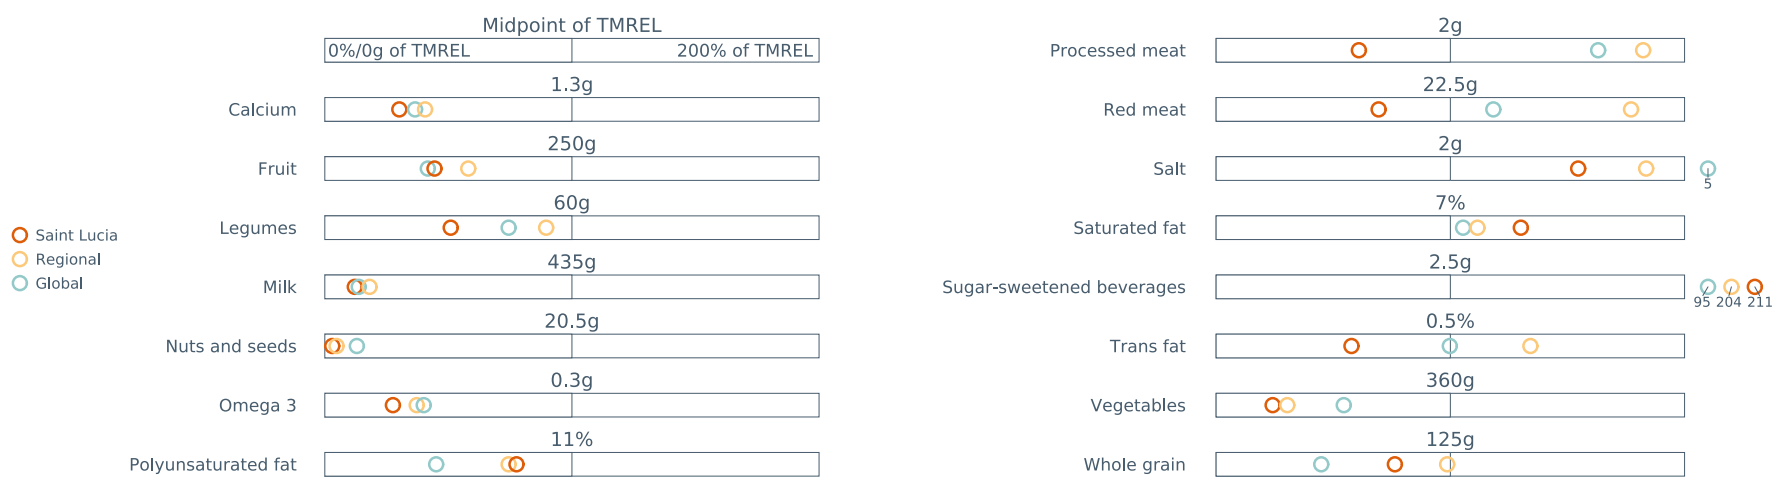 Midpoint of TMREL
0%/0g of TMREL 200% of TMREL
1.3g
Calcium
250g
Fruit
60g
Legumes
435g
Milk
20.5g
Nuts and seeds
0.3g
Omega 3
11%
Polyunsaturated fat
Saint Lucia
Regional
Global
2g
Processed meat
22.5g
Red meat
2g
Salt
5
7%
Saturated fat
2.5g
Sugar-sweetened beverages
95 204 211
0.5%
Trans fat
360g
Vegetables
125g
Whole grain